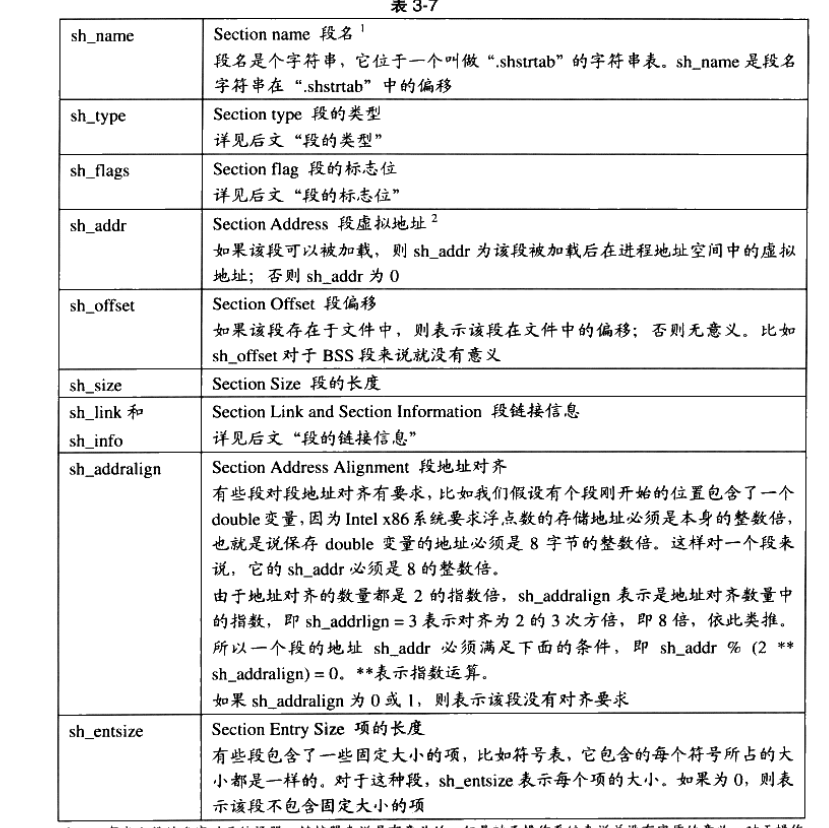 表 3-7
sh_name
Section name 段名 1
段名是个字符串，它位于一个叫做 “.shstrtab” 的字符串表。sh_name 是段名
字符串在 “.shstrtab” 中的偏移
sh_type
Section type 段的类型
详见后文 “段的类型”
sh_flags
Section flag 段的标志位
详见后文 “段的标志位”
sh_addr
Section Address 段虚拟地址 2
如果该段可以被加载，则 sh_addr 为该段被加载后在进程地址空间中的虚拟
地址；否则 sh_addr 为 0
sh_offset
Section Offset 段偏移
如果该段存在于文件中，则表示该段在文件中的偏移；否则无意义。比如
sh_offset 对于 BSS 段来说就没有意义
sh_size
Section Size 段的长度
sh_link 和
sh_info
Section Link and Section Information 段链接信息
详见后文 “段的链接信息”
sh_addralign
Section Address Alignment 段地址对齐
有些段对段地址对齐有要求，比如我们假设有个段刚开始的位置包含了一个
double 变量，因为 Intel x86 系统要求浮点数的存储地址必须是本身的整数倍，
也就是说保存 double 变量的地址必须是 8 字节的整数倍。这样对一个段来
说，它的 sh_addr 必须是 8 的整数倍。
由于地址对齐的数量都是 2 的指数倍，sh_addralign 表示是地址对齐数量中
的指数，即 sh_addrlign = 3 表示对齐为 2 的 3 次方倍，即 8 倍，依此类推。
所以一个段的地址 sh_addr 必须满足下面的条件，即 sh_addr % (2 **
sh_addralign) = 0。**表示指数运算。
如果 sh_addralign 为 0 或 1，则表示该段没有对齐要求
sh_entsize
Section Entry Size 项的长度
有些段包含了一些固定大小的项，比如符号表，它包含的每个符号所占的大
小都是一样的。对于这种段，sh_entsize 表示每个项的大小。如果为 0，则表
示该段不包含固定大小的项